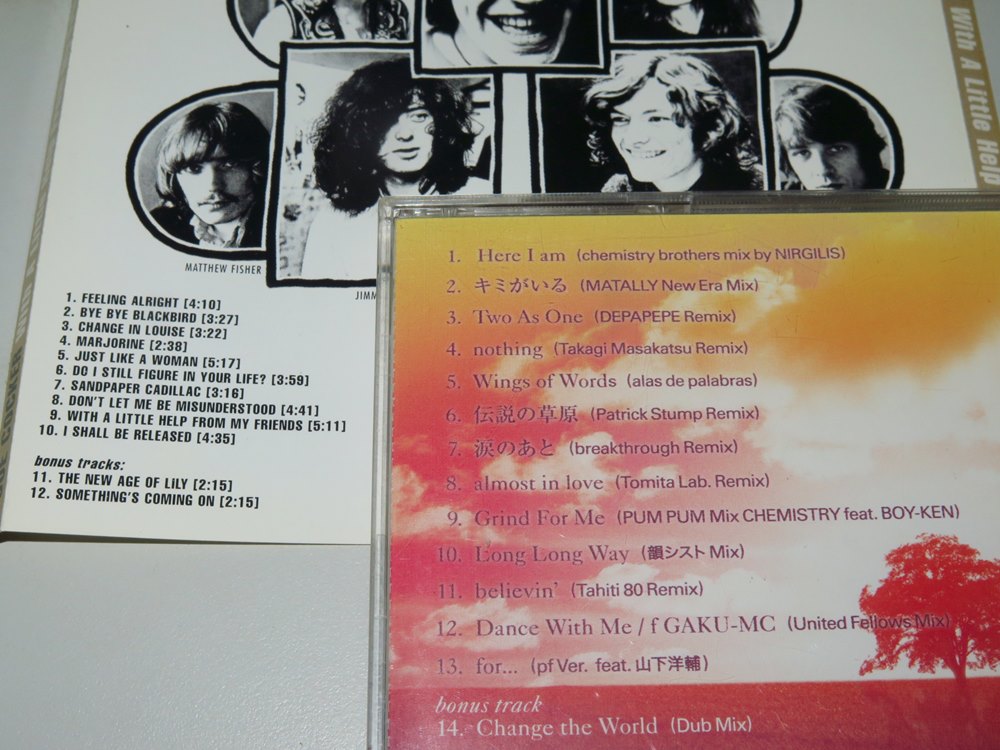 With A Little Help
MATTHEW FISHER
JIMM
1. FEELING ALRIGHT [4:10]
2. BYE BYE BLACKBIRD [3:27]
3. CHANGE IN LOUISE [3:22]
4. MARJORINE [2:38]
5. JUST LIKE A WOMAN [5:17]
6. DO I STILL FIGURE IN YOUR LIFE? [3:59]
7. SANDPAPER CADILLAC [3:16]
8. DON'T LET ME BE MISUNDERSTOOD [4:41]
9. WITH A LITTLE HELP FROM MY FRIENDS [5:11]
10. I SHALL BE RELEASED [4:35]
bonus tracks:
11. THE NEW AGE OF LILY [2:15]
12. SOMETHING'S COMING ON [2:15]
1. Here I am (chemistry brothers mix by NIRGILIS)
2. キミがいる (MATALLY New Era Mix)
3. Two As One (DEPAPEPE Remix)
4. nothing (Takagi Masakatsu Remix)
5. Wings of Words (alas de palabras)
6. 伝説の草原 (Patrick Stump Remix)
7. 涙のあと (breakthrough Remix)
8. almost in love (Tomita Lab. Remix)
9. Grind For Me (PUM PUM Mix CHEMISTRY feat. BOY-KEN)
10. Long Long Way (韻シスト Mix)
11. believin' (Tahiti 80 Remix)
12. Dance With Me / f GAKU-MC (United Fellows Mix)
13. for... (pf Ver. feat. 山下洋輔)
bonus track
14. Change the World (Dub Mix)